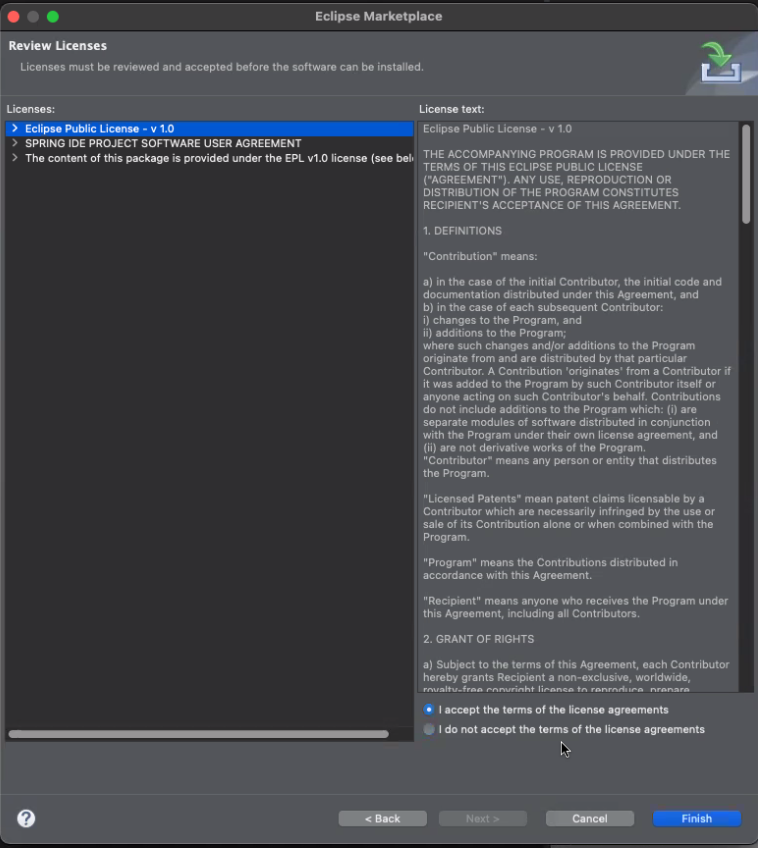 Eclipse Marketplace
Review Licenses
Licenses must be reviewed and accepted before the software can be installed.
Licenses:
Eclipse Public License - v 1.0
SPRING IDE PROJECT SOFTWARE USER AGREEMENT
The content of this package is provided under the EPL v1.0 license (see
License text:
Eclipse Public License - v 1.0
THE ACCOMPANYING PROGRAM IS PROVIDED UNDER THE
TERMS OF THIS ECLIPSE PUBLIC LICENSE
("AGREEMENT"). ANY USE, REPRODUCTION OR
DISTRIBUTION OF THE PROGRAM CONSTITUTES
RECIPIENT'S ACCEPTANCE OF THIS AGREEMENT.
1. DEFINITIONS
"Contribution" means:
a) in the case of the initial Contributor, the initial code and
documentation distributed under this Agreement, and
b) in the case of each subsequent Contributor:
i) changes to the Program, and
ii) additions to the Program;
where such changes and/or additions to the Program
originate from and are distributed by that particular
Contributor. A Contribution 'originates' from a Contributor if
it was added to the Program by such Contributor itself or
anyone acting on such Contributor's behalf. Contributions
do not include additions to the Program which: (i) are
separate modules of software distributed in conjunction
with the Program under their own license agreement, and
(ii) are not derivative works of the Program.
"Contributor" means any person or entity that distributes
the Program.
"Licensed Patents" mean patent claims licensable by a
Contributor which are necessarily infringed by the use or
sale of its Contribution alone or when combined with the
Program.
"Program" means the Contributions distributed in
accordance with this Agreement.
"Recipient" means anyone who receives the Program under
this Agreement, including all Contributors.
2. GRANT OF RIGHTS
a) Subject to the terms of this Agreement, each Contributor
hereby grants Recipient a non-exclusive, worldwide,
royalty-free copyright license to reproduce, prepare
I accept the terms of the license agreements
I do not accept the terms of the license agreements
?
< Back
Next >
Cancel
Finish